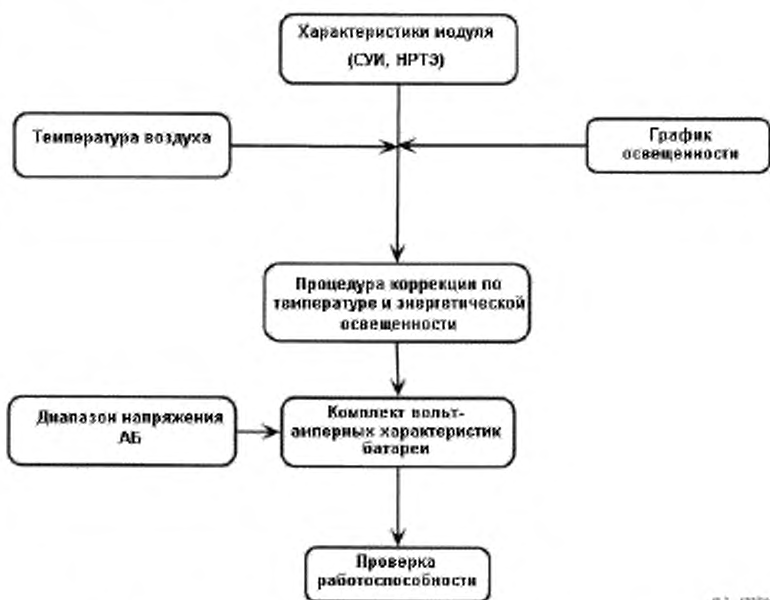 Характеристики модуля
(СУИ, НРТЭ)
Температура воздуха
График
освещенности
Процедура коррекции по
температуре и энергетической
освещенности
Диапазон напряжения
АБ
Комплект вольт-
амперных характеристик
батареи
Проверка
работоспособности